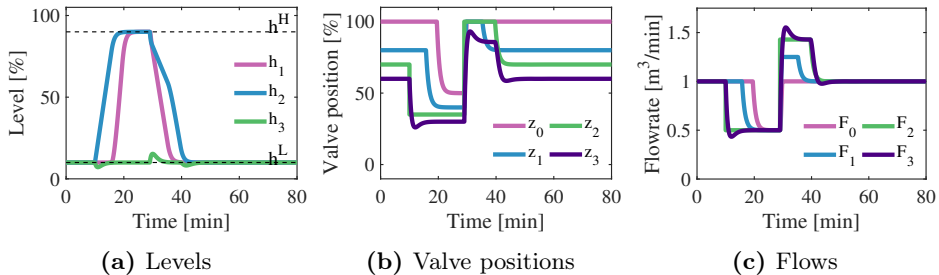 Level [%]
100
50
0
h^H
h_1
h_2
h_3
h^L
0 20 40 60 80
Time [min]
(a) Levels
Valve position [%]
100
50
0
z_0 z_2
z_1 z_3
0 20 40 60 80
Time [min]
(b) Valve positions
Flowrate [m^3/min]
1.5
1
0.5
0
F_0 F_2
F_1 F_3
0 20 40 60 80
Time [min]
(c) Flows